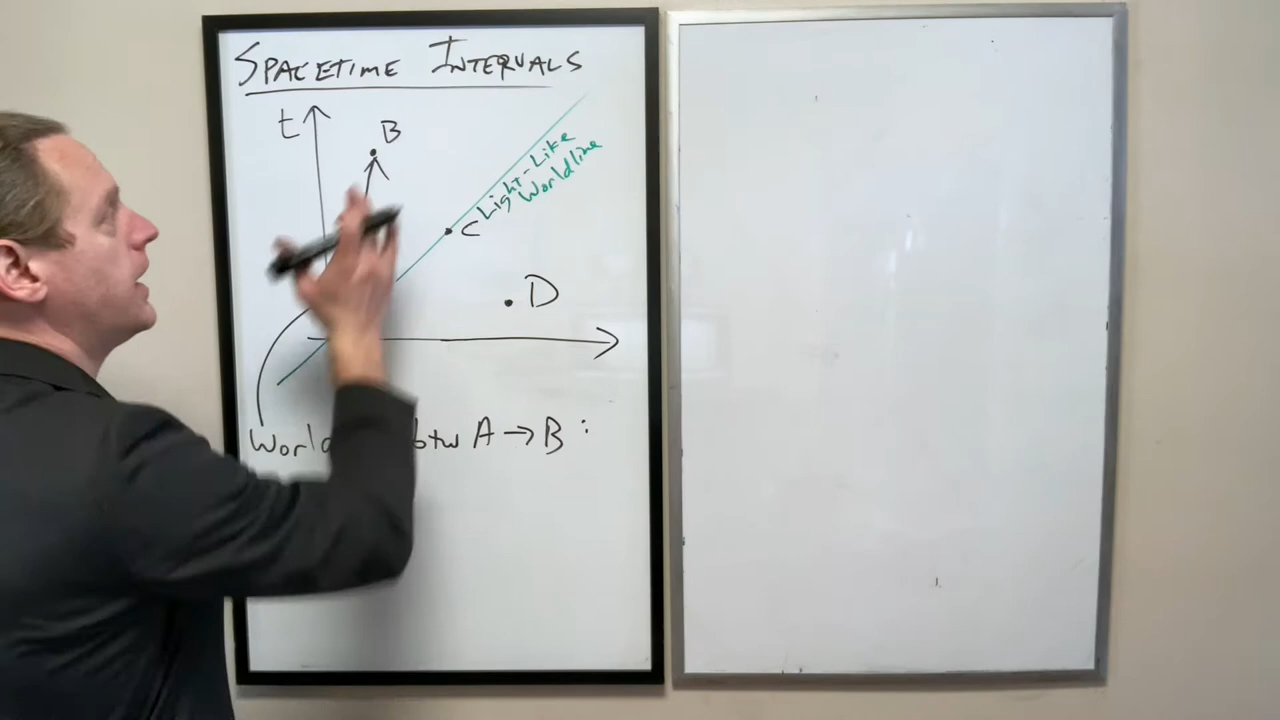 SPACETIME INTERVALS
t
B
Light-Like
Worldline
C
D
btw A → B :